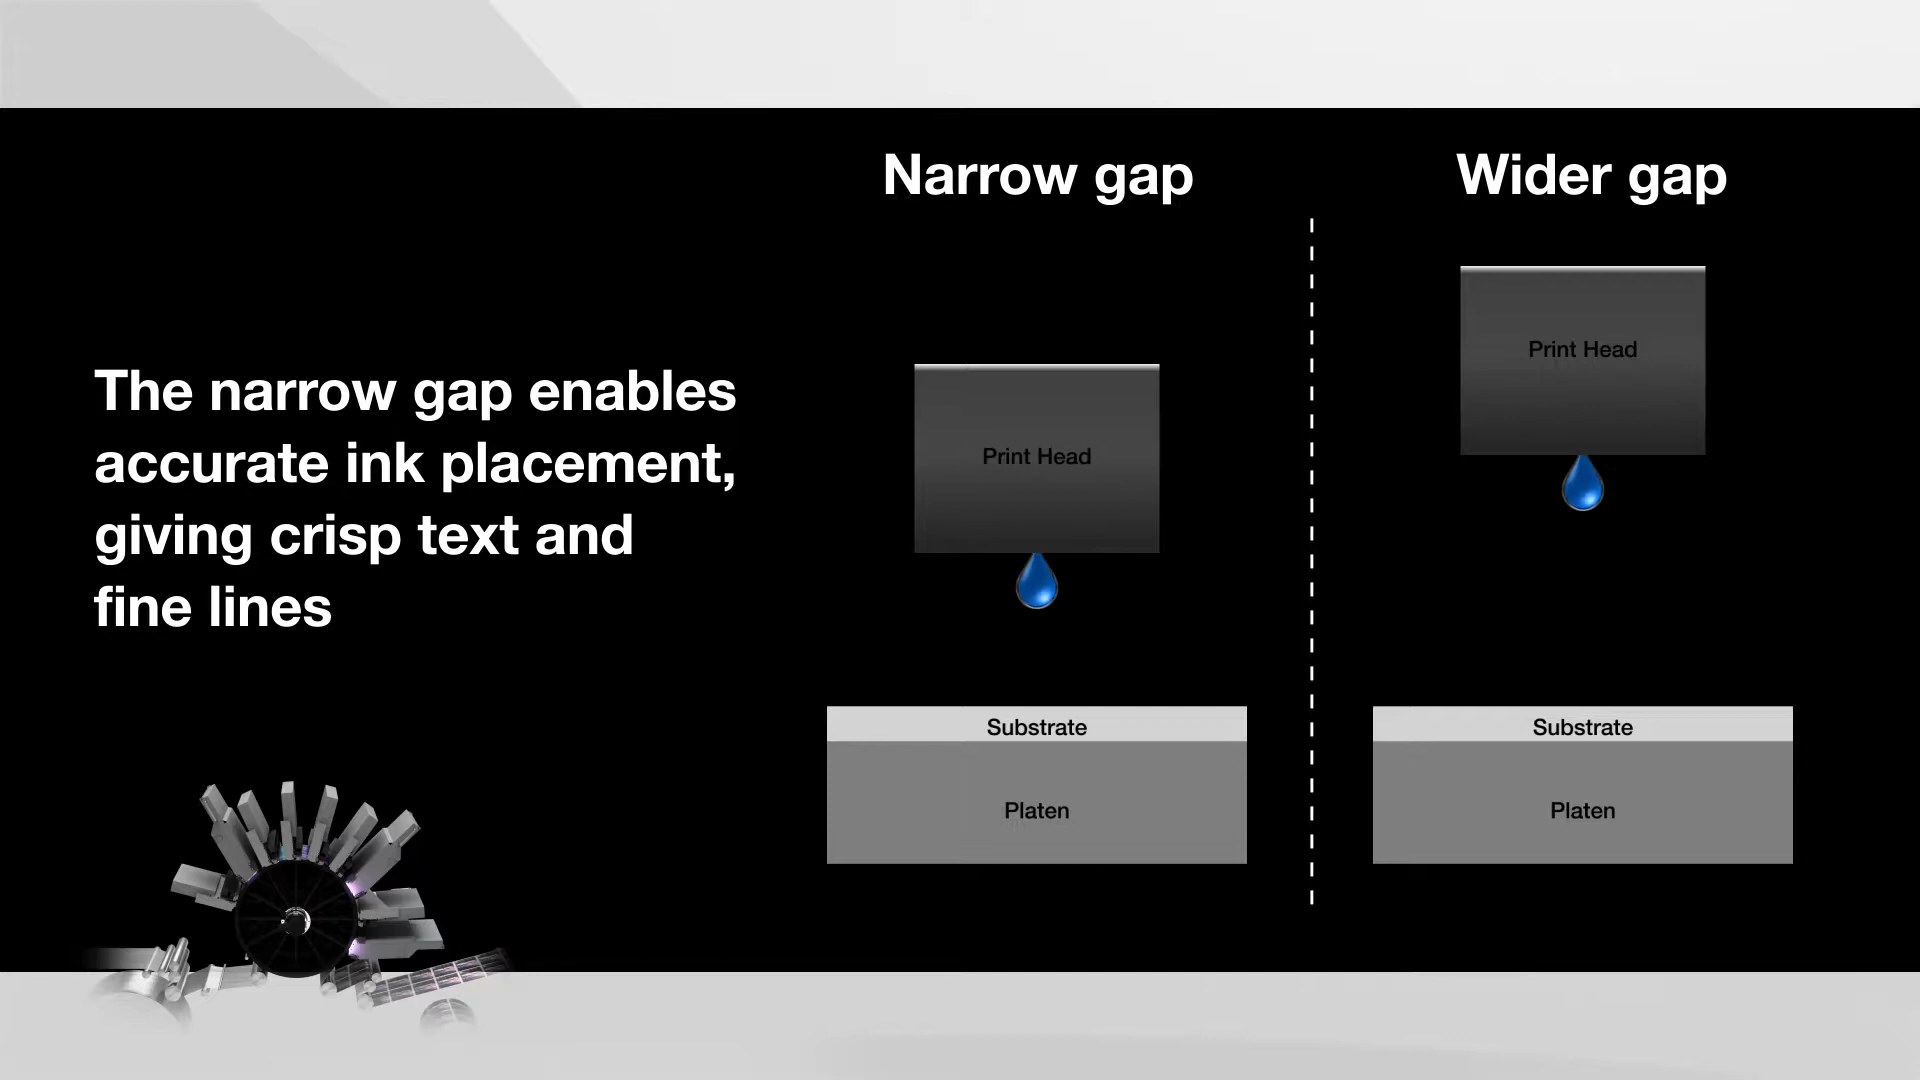 Narrow gap
Wider gap
The narrow gap enables
accurate ink placement,
giving crisp text and
fine lines
Print Head
Substrate
Platen
Print Head
Substrate
Platen